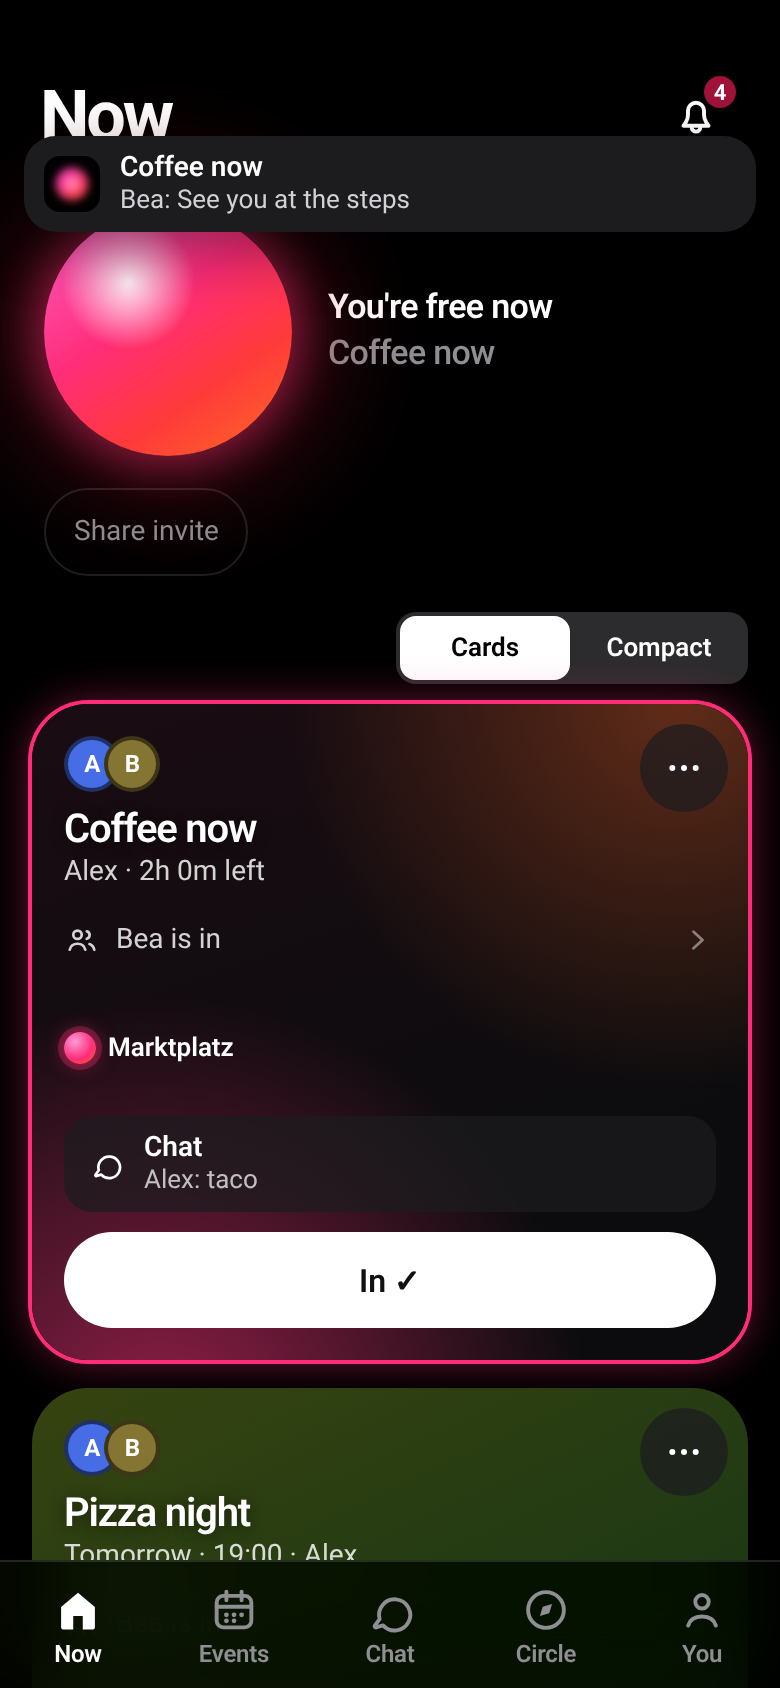 Now
4
Coffee now
Bea: See you at the steps
You're free now
Coffee now
Share invite
Cards
Compact
A
B
Coffee now
Alex · 2h 0m left
Bea is in
Marktplatz
Chat
Alex: taco
In ✓
A
B
Pizza night
Tomorrow · 19:00 · Alex
Now
Events
Chat
Circle
You